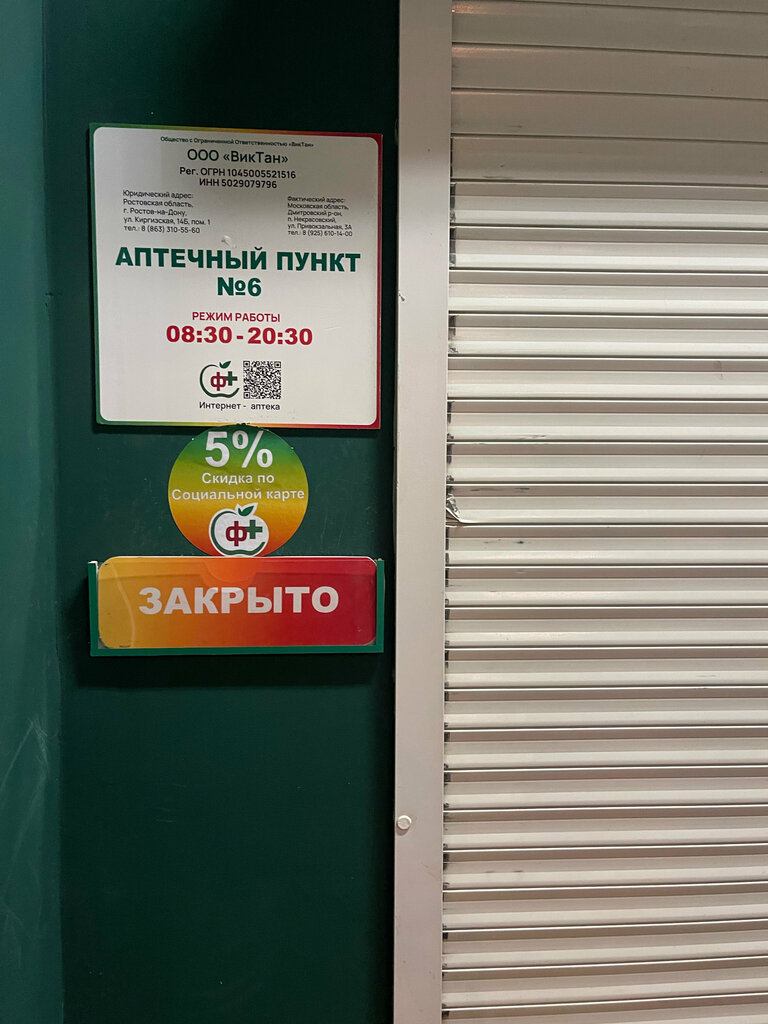 Общество с Ограниченной Ответственностью «ВикТан»
ООО «ВикТан»
Рег. ОГРН 1045005521516
ИНН 5029079796
Юридический адрес:
Ростовская область,
г. Ростов-на-Дону,
ул. Киргизская, 14Б, пом. 1
тел.: 8 (863) 310-55-60
Фактический адрес:
Московская область,
Дмитровский р-он,
п. Некрасовский,
ул. Привокзальная, 3А
тел.: 8 (925) 610-14-00
АПТЕЧНЫЙ ПУНКТ
№6
РЕЖИМ РАБОТЫ
08:30 - 20:30
ф+
Интернет - аптека
5%
Скидка по
Социальной карте
ф+
ЗАКРЫТО